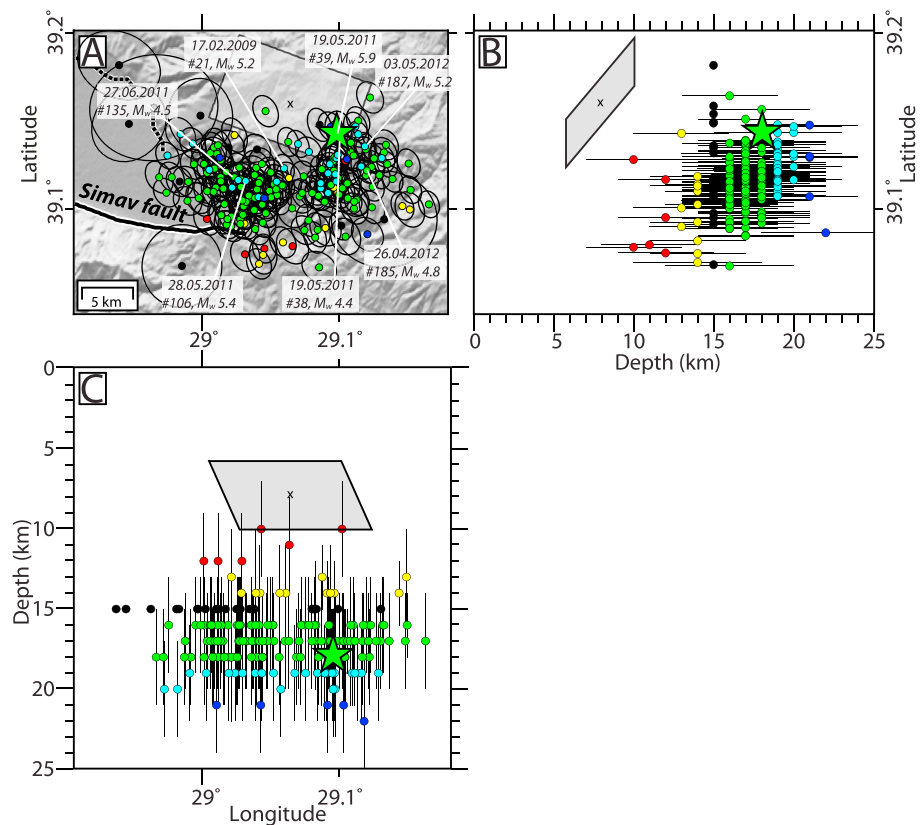 A
17.02.2009
#21, Mw 5.2
19.05.2011
#39, Mw 5.9
03.05.2012
#187, Mw 5.2
27.06.2011
#135, Mw 4.5
x
Simav fault
26.04.2012
#185, Mw 4.8
28.05.2011
#106, Mw 5.4
19.05.2011
#38, Mw 4.4
5 km
29˚
29.1˚
39.2˚
39.1˚
Latitude
B
x
0
5
10
15
20
25
Depth (km)
39.2˚
39.1˚
Latitude
C
x
0
5
10
15
20
25
Depth (km)
29˚
29.1˚
Longitude